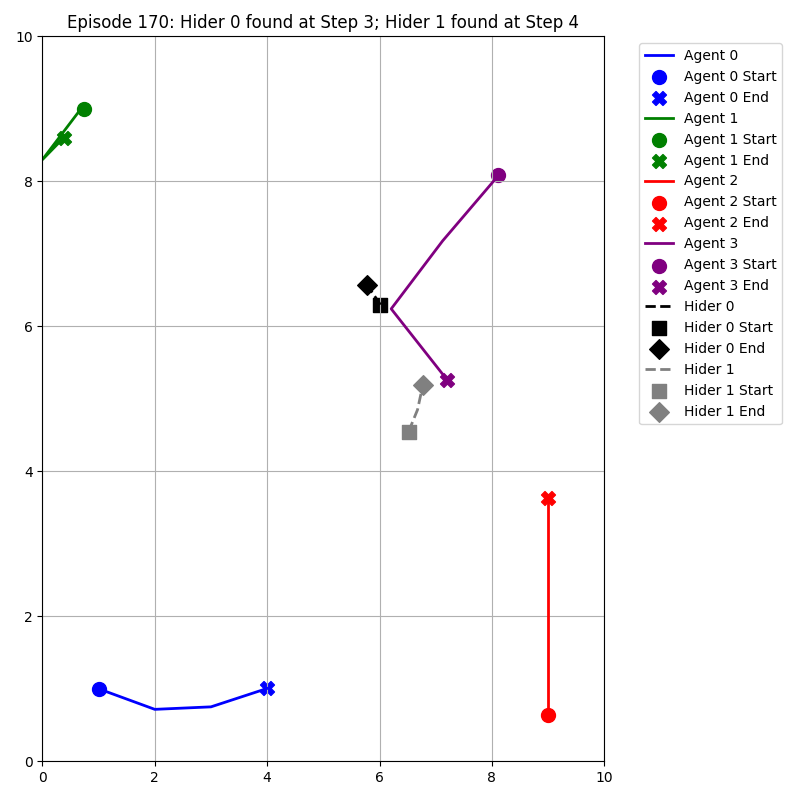 Episode 170: Hider 0 found at Step 3; Hider 1 found at Step 4
10
8
6
4
2
0
0 2 4 6 8 10
Agent 0
Agent 0 Start
Agent 0 End
Agent 1
Agent 1 Start
Agent 1 End
Agent 2
Agent 2 Start
Agent 2 End
Agent 3
Agent 3 Start
Agent 3 End
Hider 0
Hider 0 Start
Hider 0 End
Hider 1
Hider 1 Start
Hider 1 End